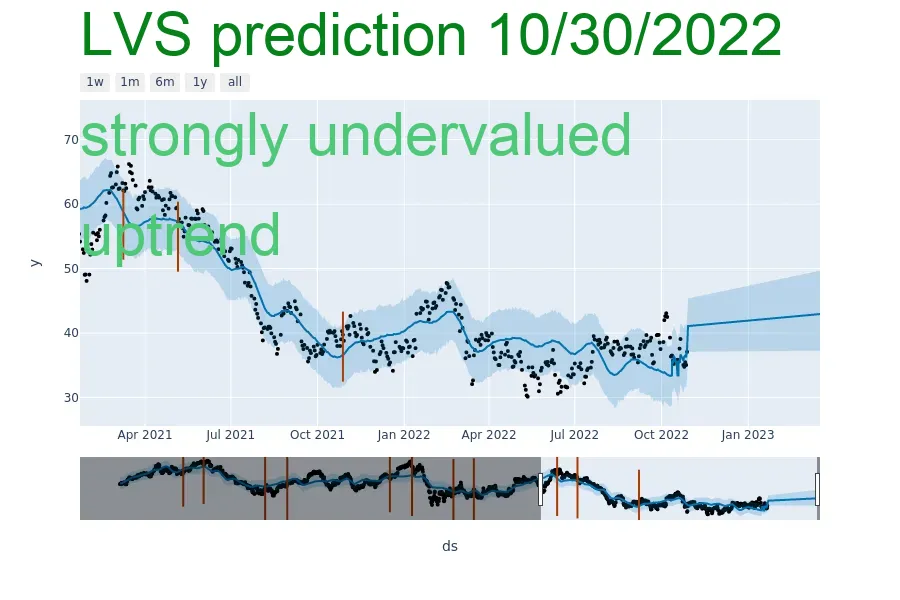 LVS prediction 10/30/2022
1w 1m 6m 1y all
strongly undervalued
uptrend
y
70
60
50
40
30
Apr 2021 Jul 2021 Oct 2021 Jan 2022 Apr 2022 Jul 2022 Oct 2022 Jan 2023
ds